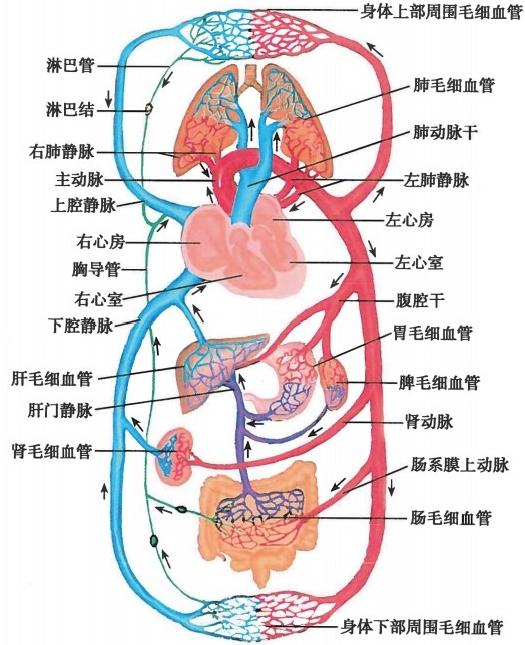 身体上部周围毛细血管
淋巴管
肺毛细血管
淋巴结
肺动脉干
右肺静脉
主动脉
左肺静脉
上腔静脉
左心房
右心房
胸导管
左心室
右心室
腹腔干
下腔静脉
胃毛细血管
肝毛细血管
脾毛细血管
肝门静脉
肾动脉
肾毛细血管
肠系膜上动脉
肠毛细血管
身体下部周围毛细血管